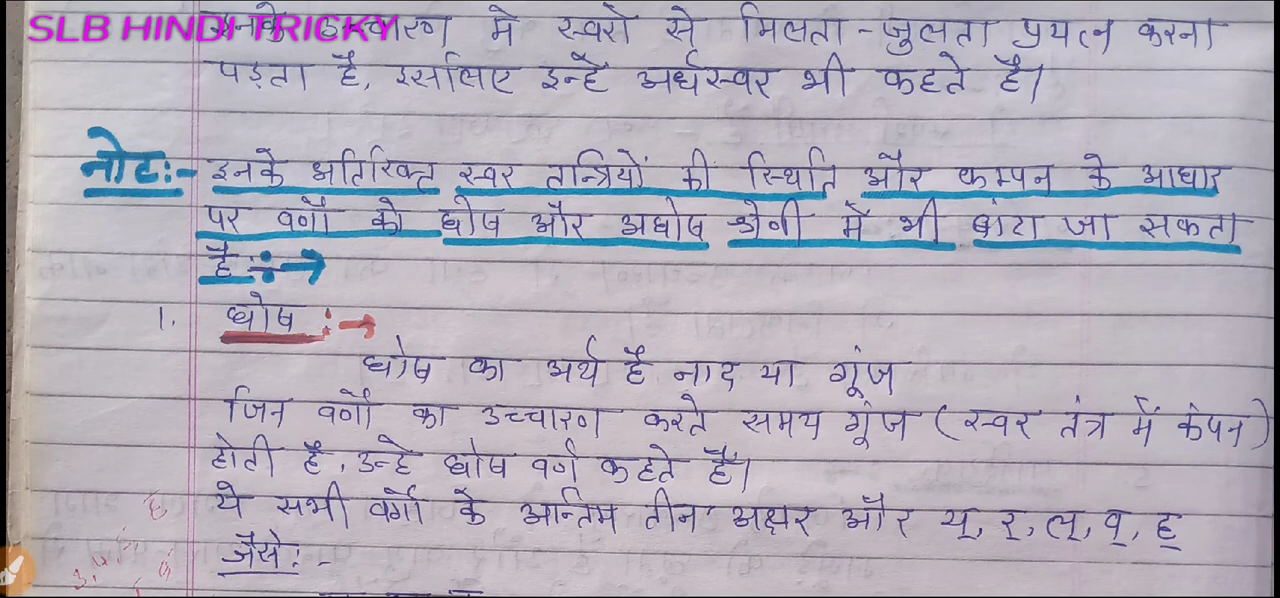 SLB HINDI TRICKY
में स्वरों से मिलता-जुलता प्रयत्न करना
पड़ता है, इसलिए इन्हें अर्धस्वर भी कहते हैं।
नोट:- इनके अतिरिक्त स्वर तन्त्रियों की स्थिति और कम्पन के आधार
पर वर्णों को घोष और अघोष श्रेणी में भी बांटा जा सकता
है :→
1. घोष :→
घोष का अर्थ है नाद या गूंज
जिन वर्णों का उच्चारण करते समय गूंज (स्वर तंत्र में कंपन)
होती है, उन्हे घोष वर्ण कहते हैं।
ये सभी वर्गों के अन्तिम तीन अक्षर और य्, र्, ल्, व्, ह्
जैसे:-